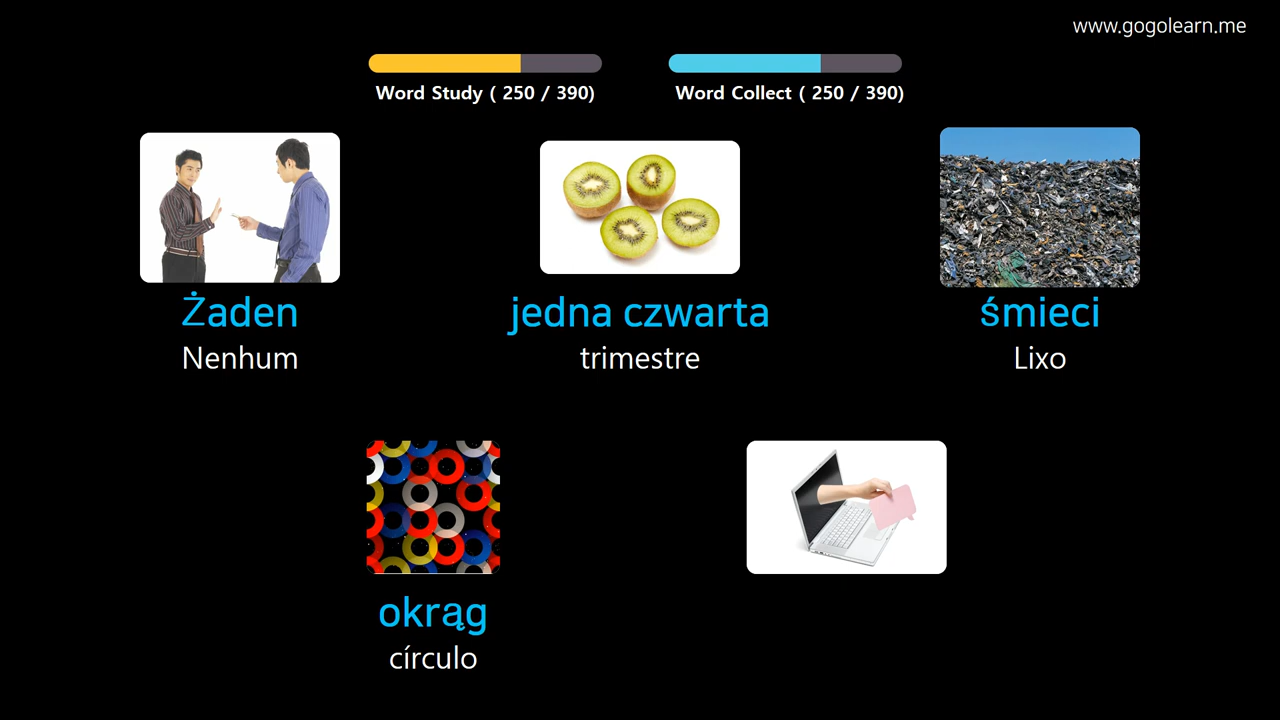 www.gogolearn.me
Word Study ( 250 / 390)
Word Collect ( 250 / 390)
Żaden
Nenhum
jedna czwarta
trimestre
śmieci
Lixo
okrąg
círculo